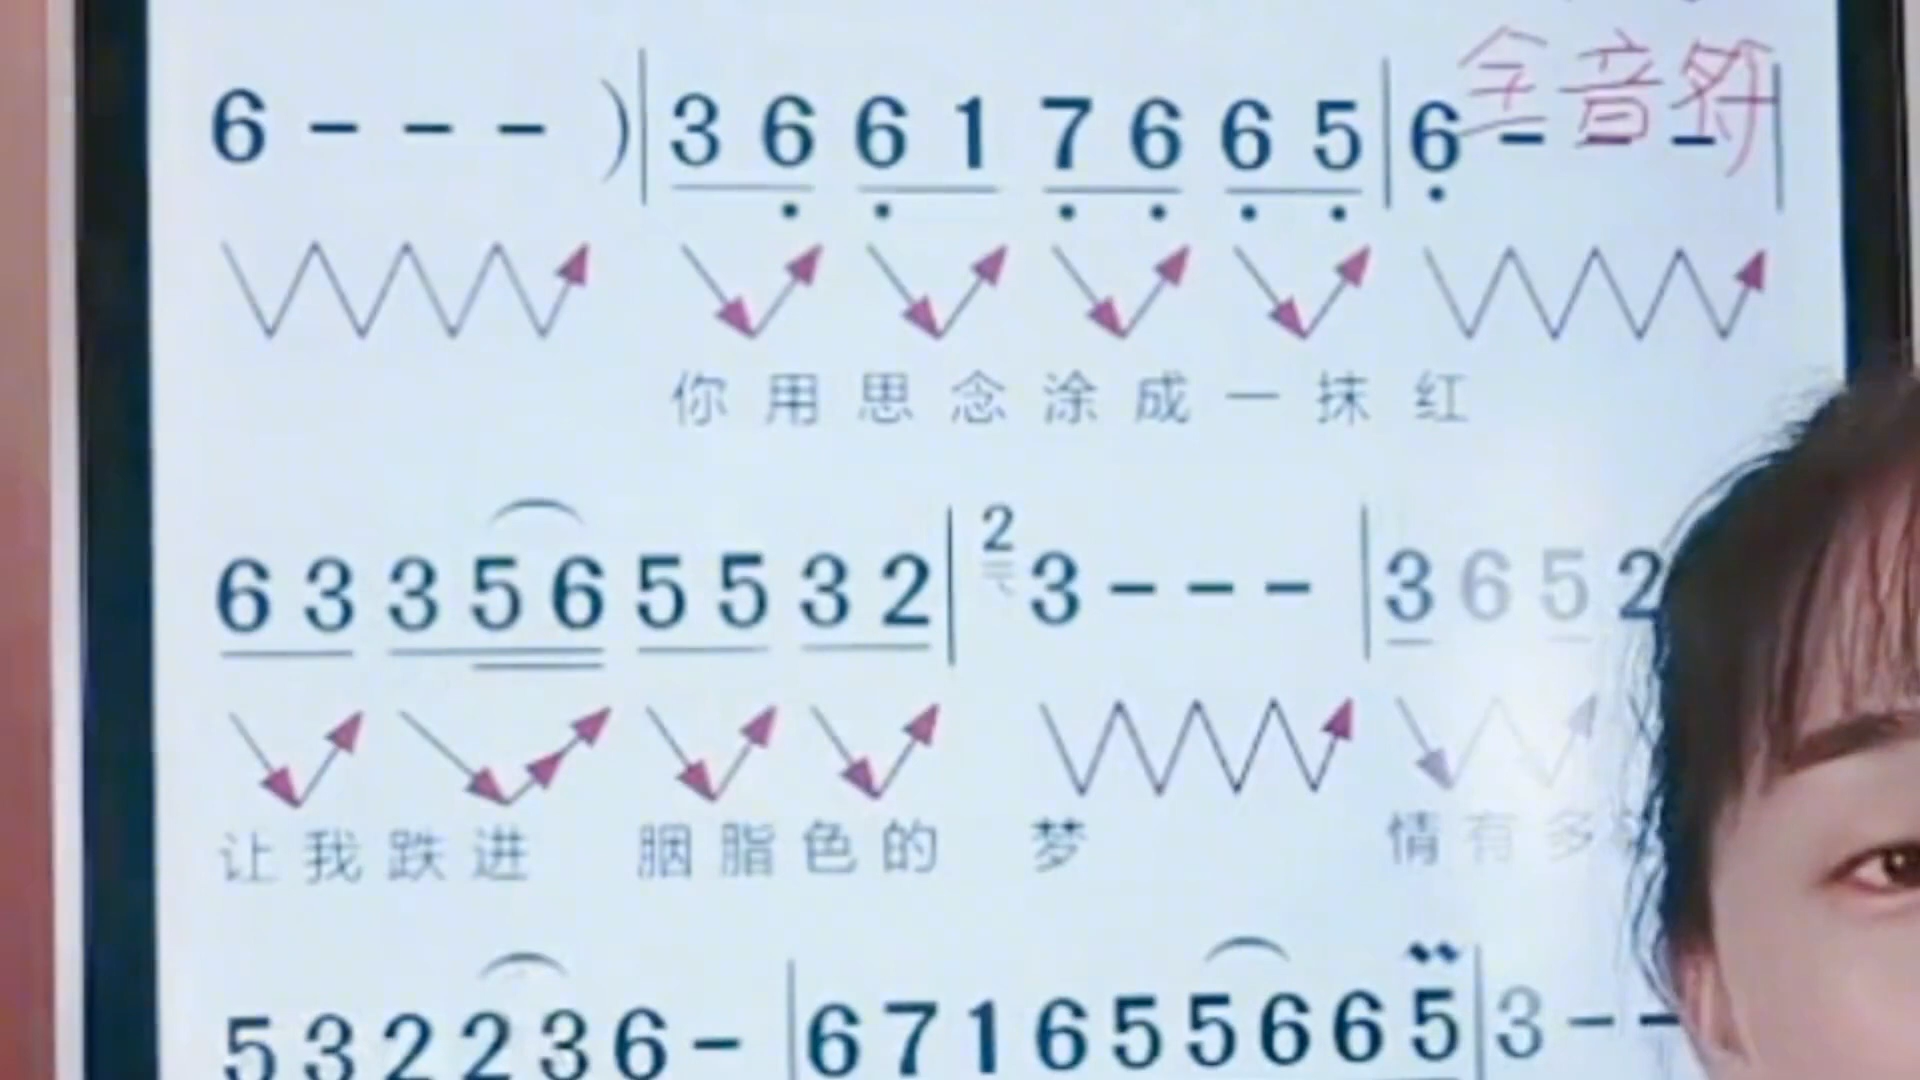 全音符
6 - - - ) | 3 6 6 1 7 6 6 5 | 6 - - - |
你用思念涂成一抹红
6 3 3 5 6 5 5 3 2 | 2 3 - - - | 3 6 5 2
让我跌进 胭脂色的 梦 情有多
5 3 2 2 3 6 - | 6 7 1 6 5 5 6 6 5 | 3 - -